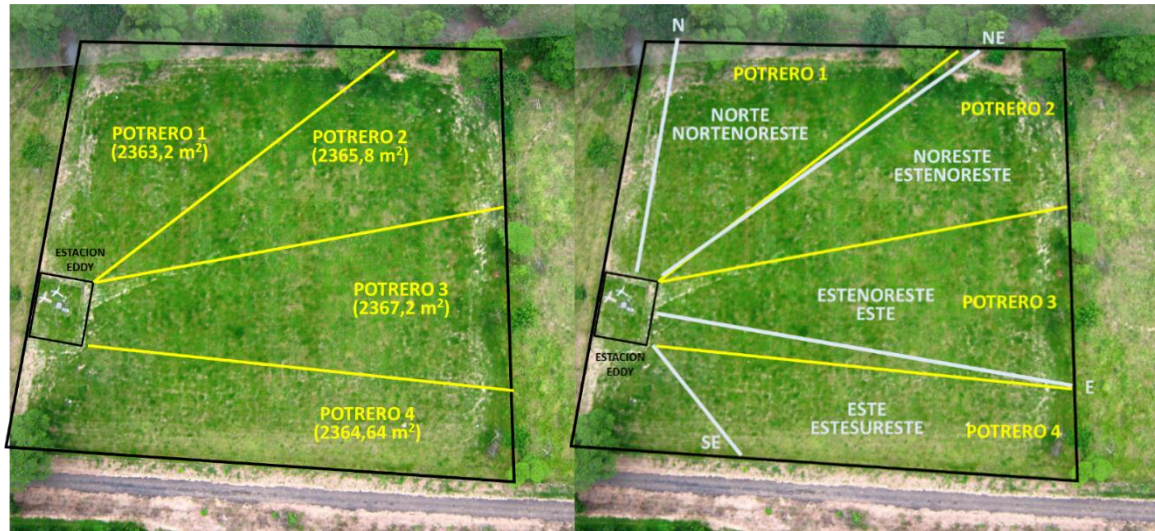 POTRERO 1
(2363,2 m²)
POTRERO 2
(2365,8 m²)
ESTACION
EDDY
POTRERO 3
(2367,2 m²)
POTRERO 4
(2364,64 m²)
N
NE
POTRERO 1
POTRERO 2
NORTE
NORTENORESTE
NORESTE
ESTENORESTE
ESTENORESTE
ESTE
POTRERO 3
ESTACION
EDDY
E
ESTE
ESTESURESTE
POTRERO 4
SE